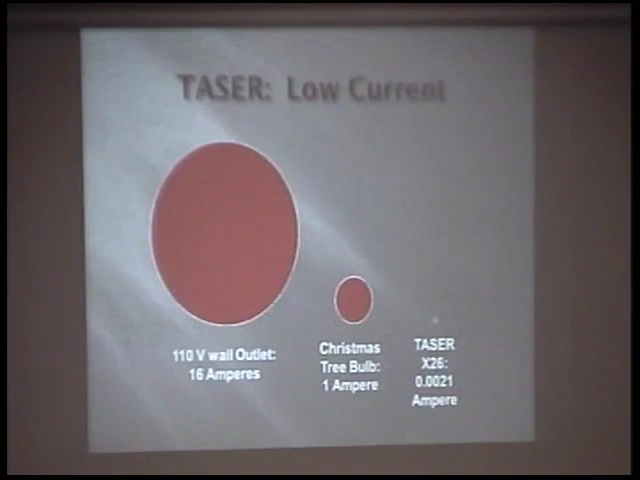 TASER: Low Current
110 V wall Outlet:
16 Amperes
Christmas
Tree Bulb:
1 Ampere
TASER
X26:
0.0021
Ampere